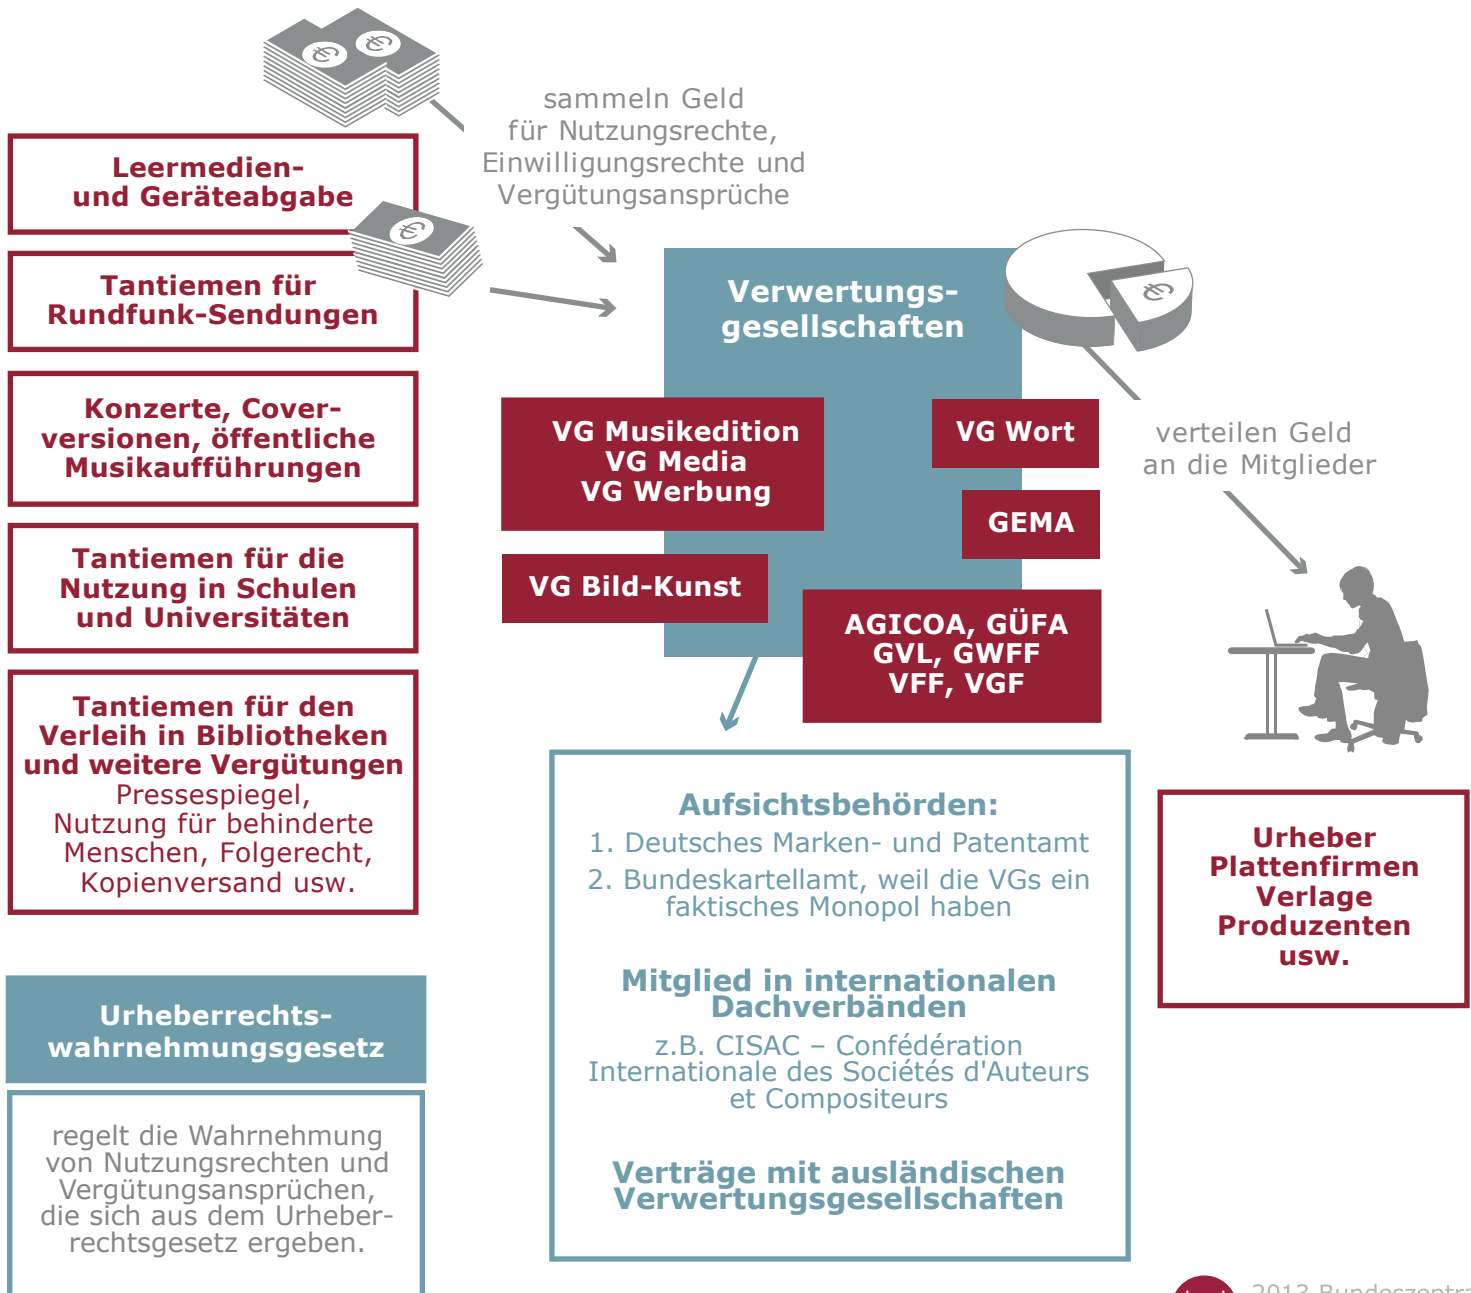 sammeln Geld
für Nutzungsrechte,
Einwilligungsrechte und
Vergütungsansprüche
Leermedien-
und Geräteabgabe
Tantiemen für
Rundfunk-Sendungen
Konzerte, Cover-
versionen, öffentliche
Musikaufführungen
Tantiemen für die
Nutzung in Schulen
und Universitäten
Tantiemen für den
Verleih in Bibliotheken
und weitere Vergütungen
Pressespiegel,
Nutzung für behinderte
Menschen, Folgerecht,
Kopienversand usw.
Urheberrechts-
wahrnehmungsgesetz
regelt die Wahrnehmung
von Nutzungsrechten und
Vergütungsansprüchen,
die sich aus dem Urheber-
rechtsgesetz ergeben.
Verwertungs-
gesellschaften
VG Musikedition
VG Media
VG Werbung
VG Bild-Kunst
VG Wort
GEMA
AGICOA, GÜFA
GVL, GWFF
VFF, VGF
Aufsichtsbehörden:
1. Deutsches Marken- und Patentamt
2. Bundeskartellamt, weil die VGs ein
faktisches Monopol haben
Mitglied in internationalen
Dachverbänden
z.B. CISAC – Confédération
Internationale des Sociétés d'Auteurs
et Compositeurs
Verträge mit ausländischen
Verwertungsgesellschaften
verteilen Geld
an die Mitglieder
Urheber
Plattenfirmen
Verlage
Produzenten
usw.
2013